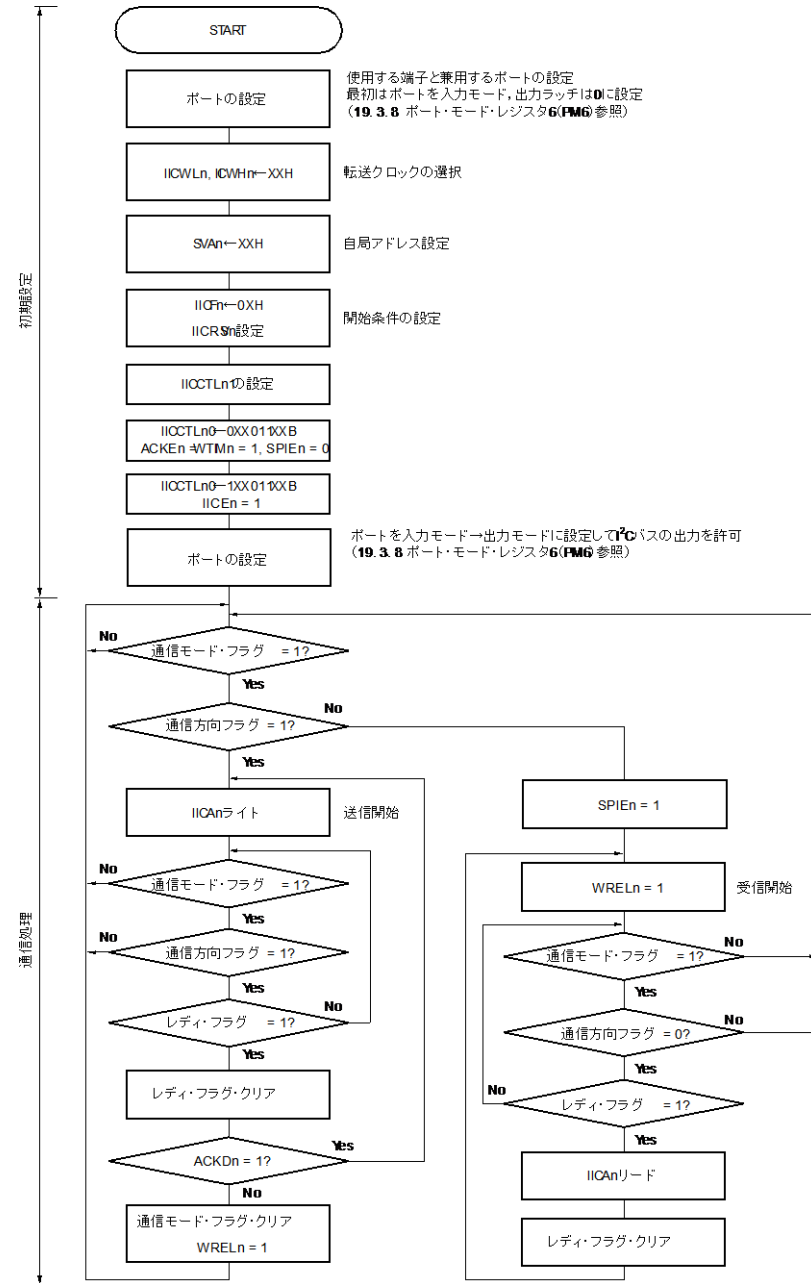 START
ポートの設定
使用する端子と兼用するポートの設定
最初はポートを入力モード，出力ラッチは0に設定
(19. 3. 8 ポート・モード・レジスタ6(PM6)参照)
IICWLn, ICWHn←XXH
転送クロックの選択
SVAn←XXH
自局アドレス設定
IICFn←0XH
IICRSVn設定
開始条件の設定
初期設定
IICCTLn1の設定
IICCTLn0←0XX011XXB
ACKEn =WTIMn = 1, SPIEn = 0
IICCTLn0←1XX011XXB
IICEn = 1
ポートの設定
ポートを入力モード→出力モードに設定してI²Cバスの出力を許可
(19. 3. 8 ポート・モード・レジスタ6(PM6)参照)
No
通信モード・フラグ = 1?
Yes
通信方向フラグ = 1?
No
Yes
IICAnライト
送信開始
No
通信モード・フラグ = 1?
Yes
No
通信方向フラグ = 1?
Yes
レディ・フラグ = 1?
No
Yes
レディ・フラグ・クリア
ACKDn = 1?
Yes
No
通信モード・フラグ・クリア
WRELn = 1
通信処理
SPIEn = 1
WRELn = 1
受信開始
通信モード・フラグ = 1?
No
Yes
通信方向フラグ = 0?
No
Yes
No
レディ・フラグ = 1?
Yes
IICAnリード
レディ・フラグ・クリア